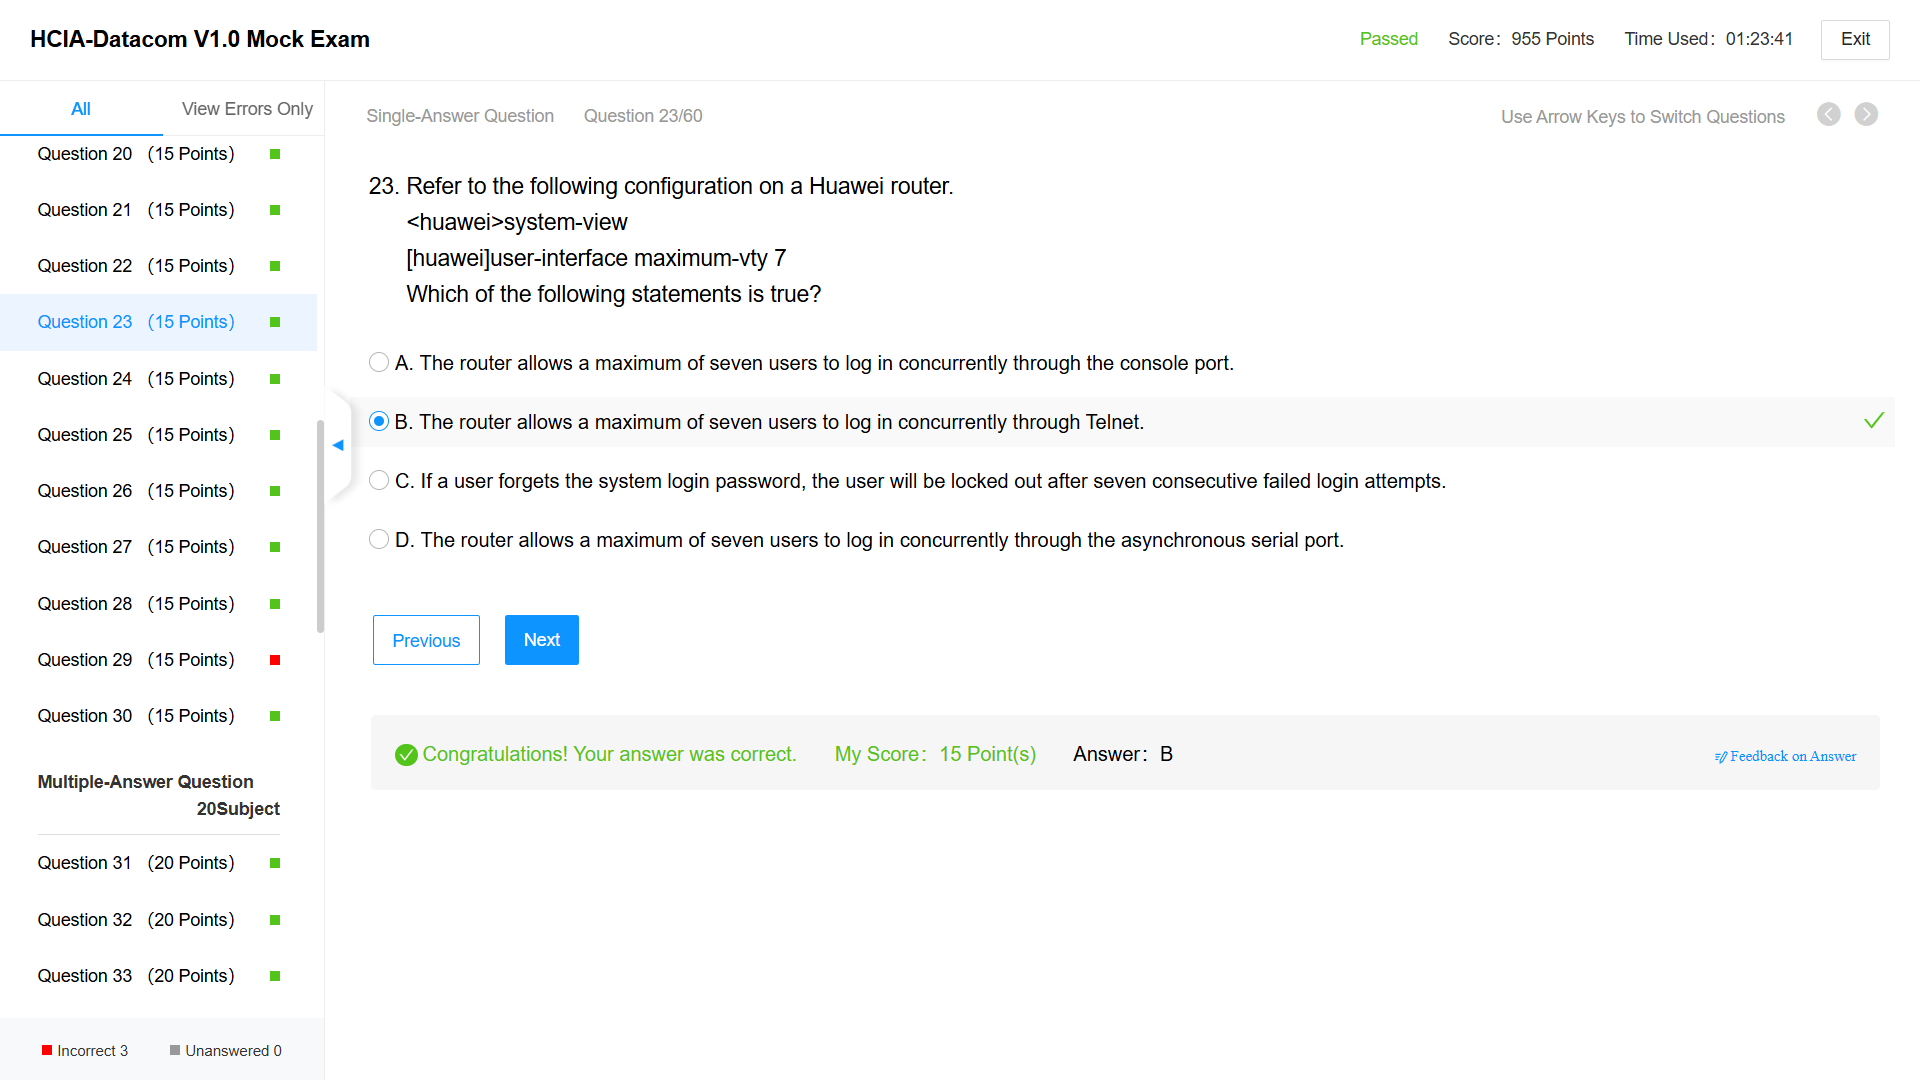 HCIA-Datacom V1.0 Mock Exam
Passed Score: 955 Points Time Used: 01:23:41 Exit
All View Errors Only
Question 20 (15 Points)
Question 21 (15 Points)
Question 22 (15 Points)
Question 23 (15 Points)
Question 24 (15 Points)
Question 25 (15 Points)
Question 26 (15 Points)
Question 27 (15 Points)
Question 28 (15 Points)
Question 29 (15 Points)
Question 30 (15 Points)
Multiple-Answer Question
20Subject
Question 31 (20 Points)
Question 32 (20 Points)
Question 33 (20 Points)
Incorrect 3 Unanswered 0
Single-Answer Question Question 23/60 Use Arrow Keys to Switch Questions
23. Refer to the following configuration on a Huawei router.
<huawei>system-view
[huawei]user-interface maximum-vty 7
Which of the following statements is true?
A. The router allows a maximum of seven users to log in concurrently through the console port.
B. The router allows a maximum of seven users to log in concurrently through Telnet.
C. If a user forgets the system login password, the user will be locked out after seven consecutive failed login attempts.
D. The router allows a maximum of seven users to log in concurrently through the asynchronous serial port.
Previous Next
Congratulations! Your answer was correct. My Score: 15 Point(s) Answer: B Feedback on Answer